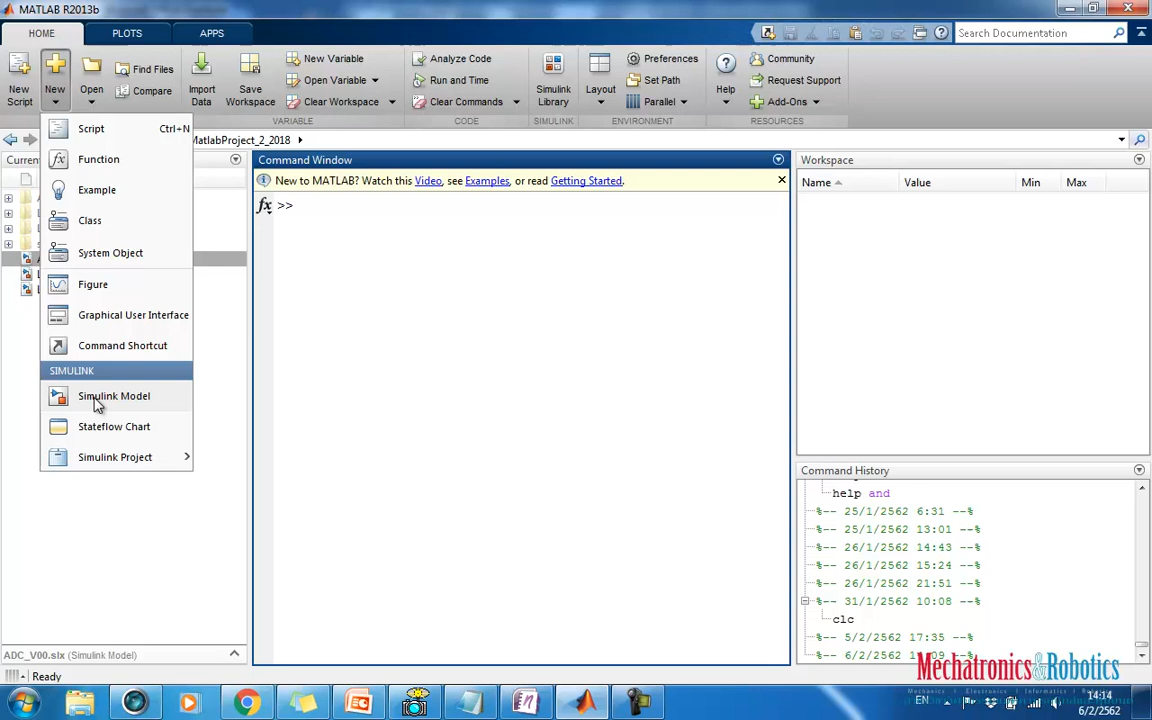 MATLAB R2013b
HOME
PLOTS
APPS
Search Documentation
New Script
New
Open
Find Files
Compare
Import Data
Save Workspace
New Variable
Open Variable
Clear Workspace
Analyze Code
Run and Time
Clear Commands
Simulink Library
Layout
Preferences
Set Path
Parallel
Help
Community
Request Support
Add-Ons
VARIABLE
CODE
SIMULINK
ENVIRONMENT
RESOURCES
Script Ctrl+N
Function
Example
Class
System Object
Figure
Graphical User Interface
Command Shortcut
SIMULINK
Simulink Model
Stateflow Chart
Simulink Project
MatlabProject_2_2018
Command Window
New to MATLAB? Watch this Video, see Examples, or read Getting Started.
fx >>
Workspace
Name Value Min Max
Command History
help and
%-- 25/1/2562 6:31 --%
%-- 25/1/2562 13:01 --%
%-- 26/1/2562 14:43 --%
%-- 26/1/2562 15:24 --%
%-- 26/1/2562 21:51 --%
%-- 31/1/2562 10:08 --%
clc
%-- 5/2/2562 17:35 --%
%-- 6/2/2562 09 --%
ADC_V00.slx (Simulink Model)
Ready
Mechatronics&Robotics
EN
14:14
6/2/2562